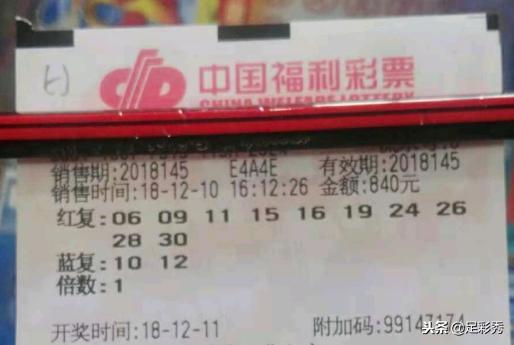 中国福利彩票
CHINA WELFARE LOTTERY
销售期:2018145 E4A4E 有效期:2018145
销售时间:18-12-10 16:12:26 金额:840元
红复:06 09 11 15 16 19 24 26
28 30
蓝复:10 12
倍数:1
开奖时间:18-12-11 附加码:99147174
头条@足彩秀